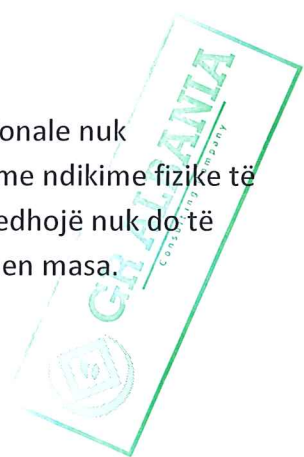 onale nuk
me ndikime fizike të
edhojë nuk do të
en masa.
GR ALBANIA
Consulting Company